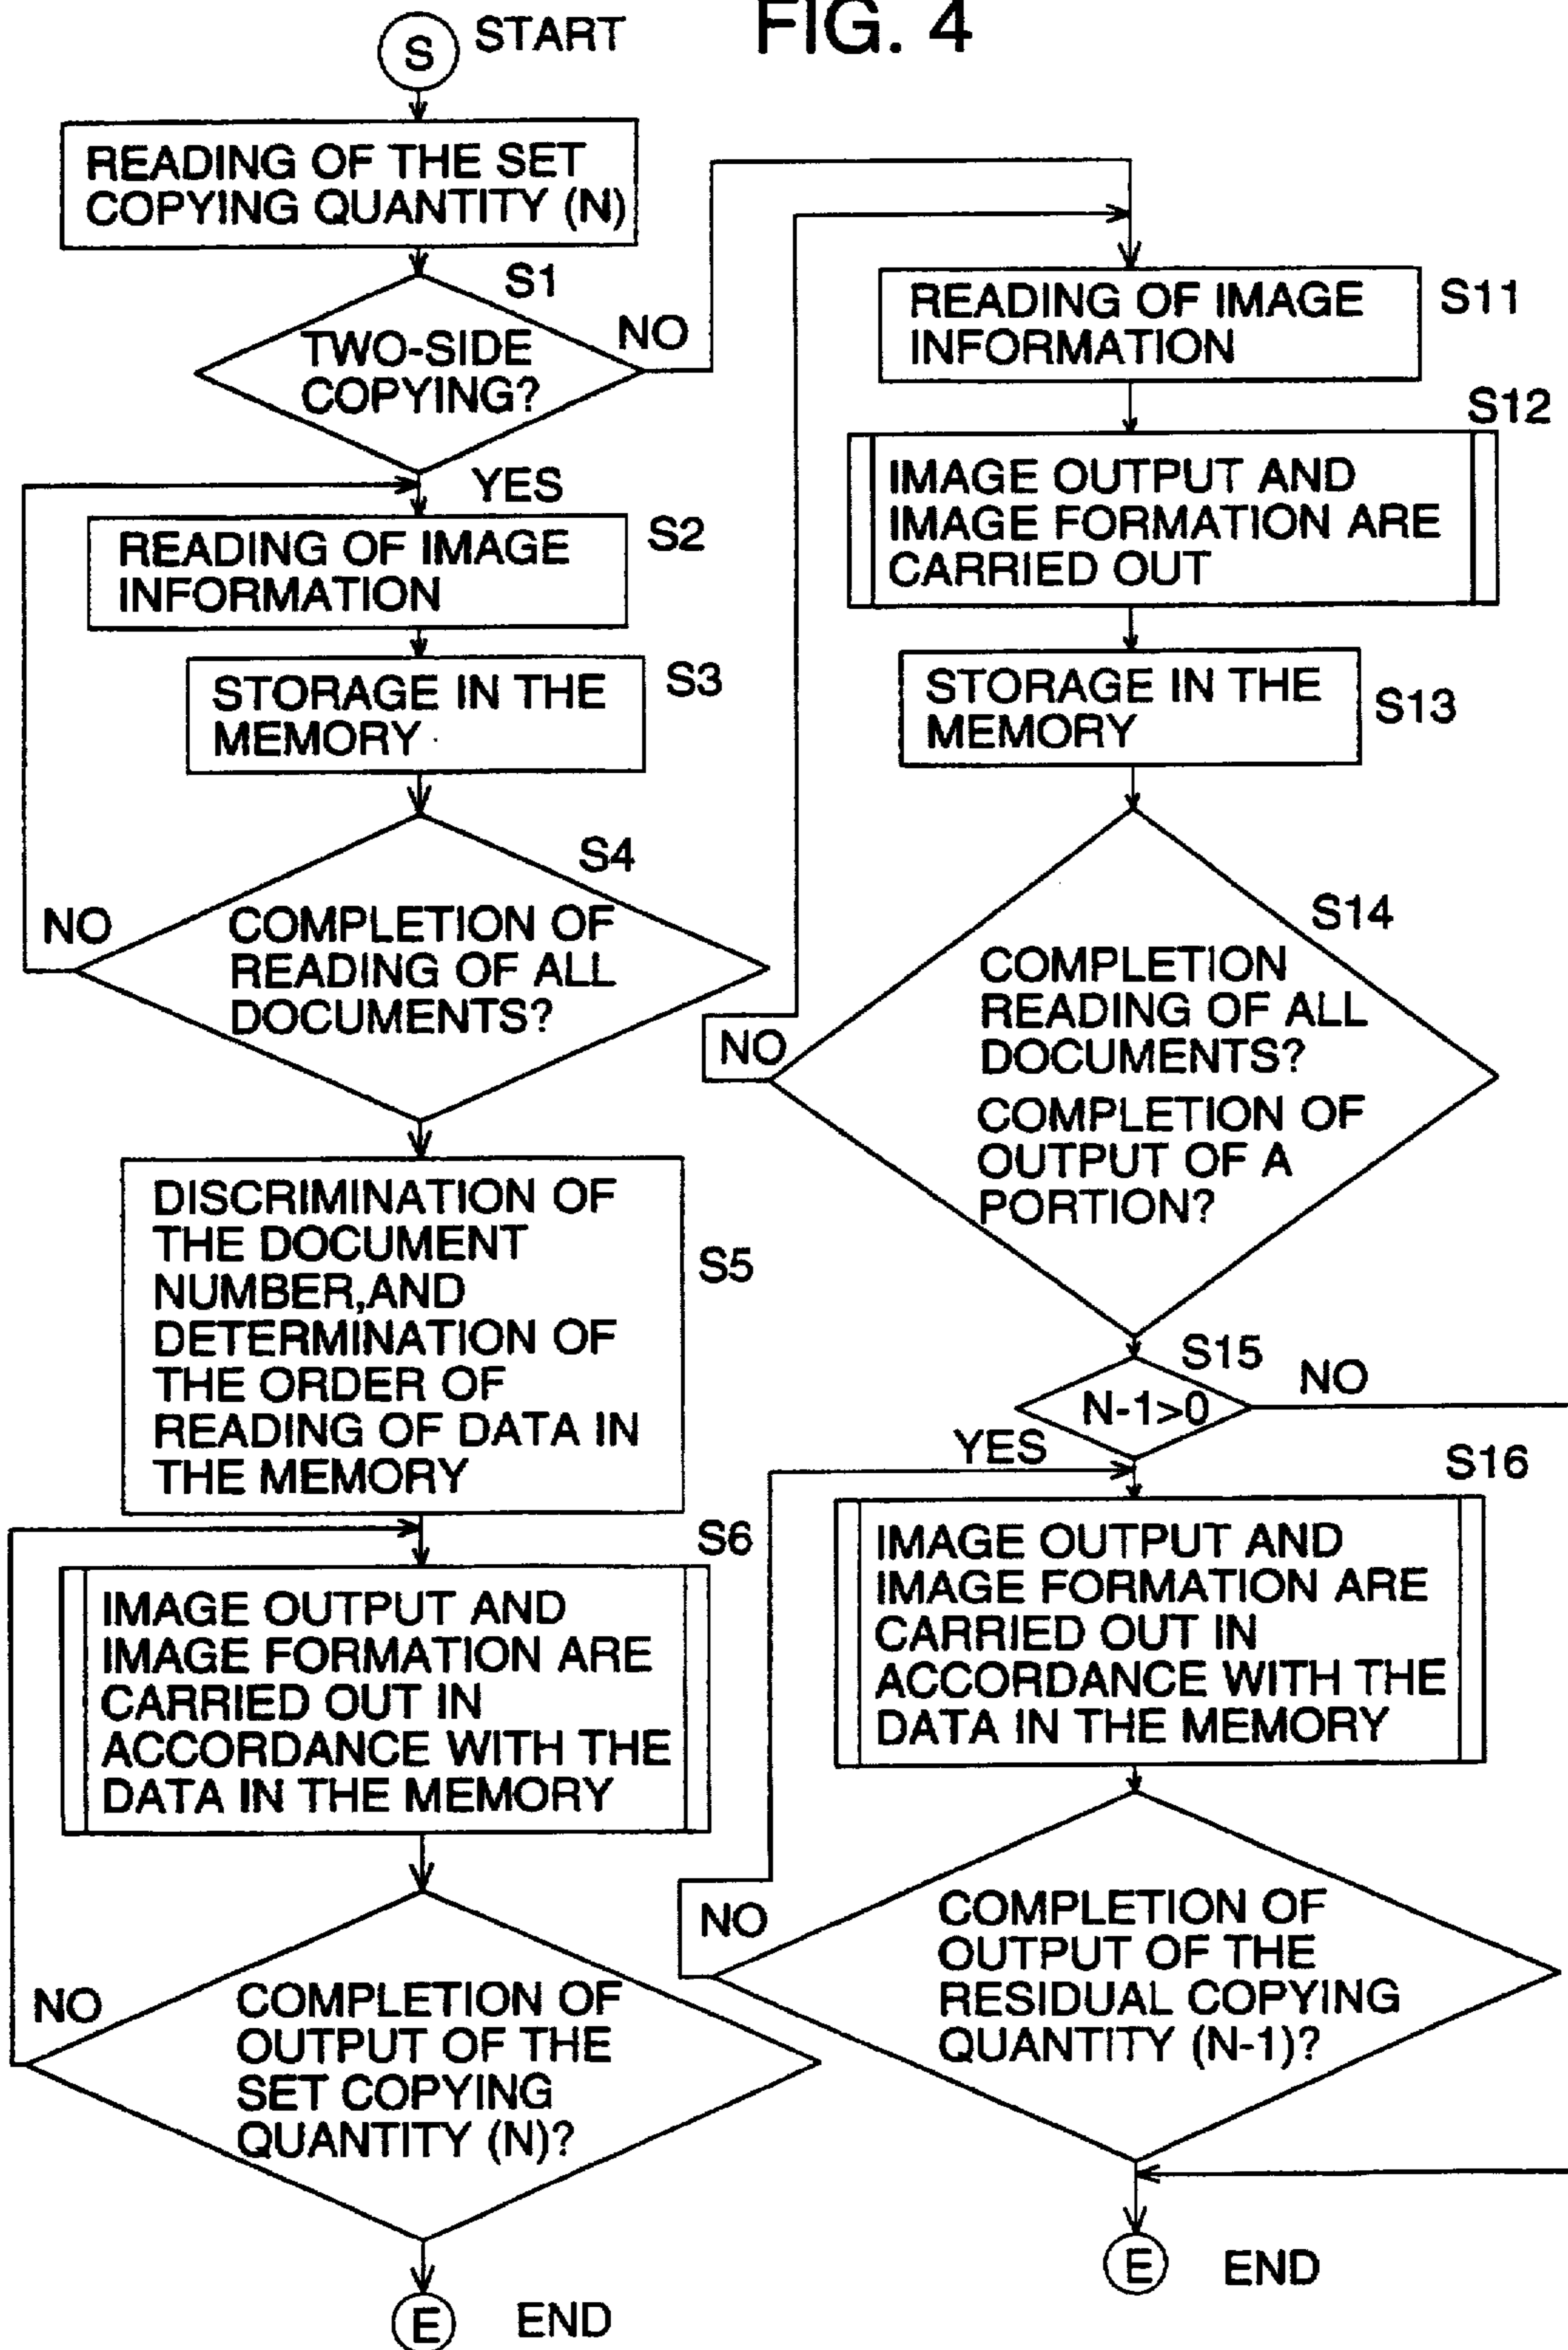 FIG. 4
S START
READING OF THE SET
COPYING QUANTITY (N)
S1
TWO-SIDE
COPYING?
NO
YES
READING OF IMAGE
INFORMATION
S2
STORAGE IN THE
MEMORY
S3
S4
COMPLETION OF
READING OF ALL
DOCUMENTS?
NO
DISCRIMINATION OF
THE DOCUMENT
NUMBER,AND
DETERMINATION OF
THE ORDER OF
READING OF DATA IN
THE MEMORY
S5
S6
IMAGE OUTPUT AND
IMAGE FORMATION ARE
CARRIED OUT IN
ACCORDANCE WITH THE
DATA IN THE MEMORY
NO
COMPLETION OF
OUTPUT OF THE
SET COPYING
QUANTITY (N)?
E END
READING OF IMAGE
INFORMATION
S11
S12
IMAGE OUTPUT AND
IMAGE FORMATION ARE
CARRIED OUT
STORAGE IN THE
MEMORY
S13
S14
COMPLETION
READING OF ALL
DOCUMENTS?
COMPLETION OF
OUTPUT OF A
PORTION?
NO
S15
N-1>0
NO
YES
S16
IMAGE OUTPUT AND
IMAGE FORMATION ARE
CARRIED OUT IN
ACCORDANCE WITH THE
DATA IN THE MEMORY
NO
COMPLETION OF
OUTPUT OF THE
RESIDUAL COPYING
QUANTITY (N-1)?
E END